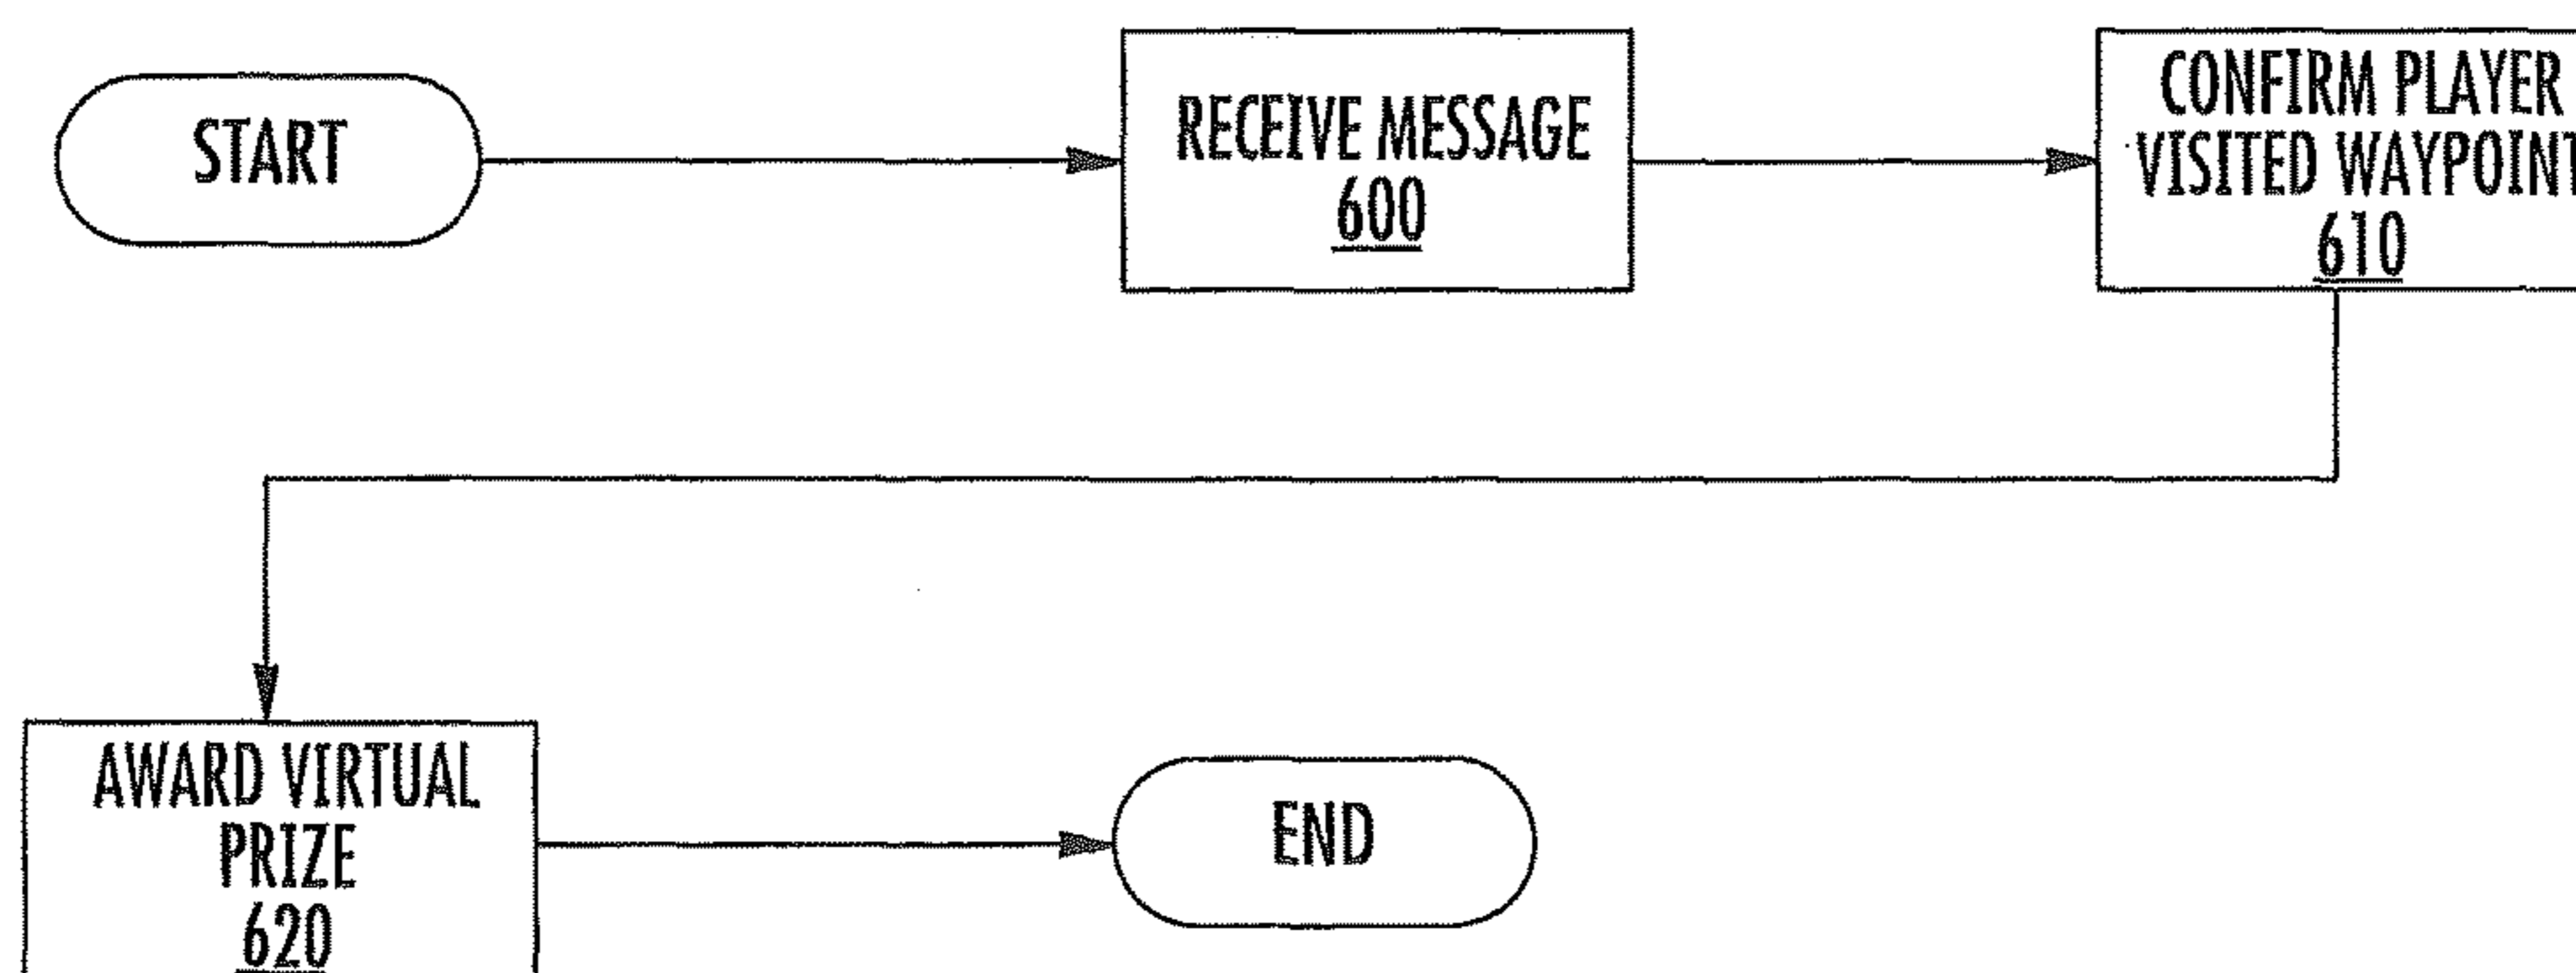 START
RECEIVE MESSAGE
600
CONFIRM PLAYER
VISITED WAYPOINT
610
AWARD VIRTUAL
PRIZE
620
END